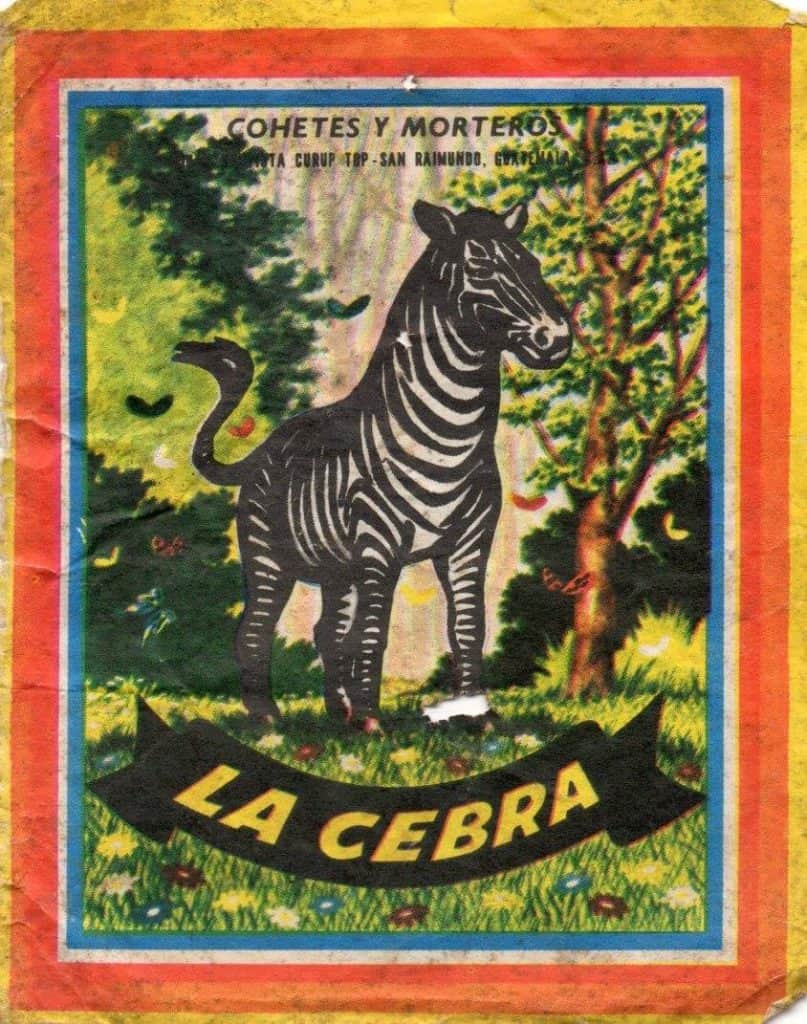 COHETES Y MORTEROS
CURUP TOP - SAN RAIMUNDO, GUATEMALA
LA CEBRA